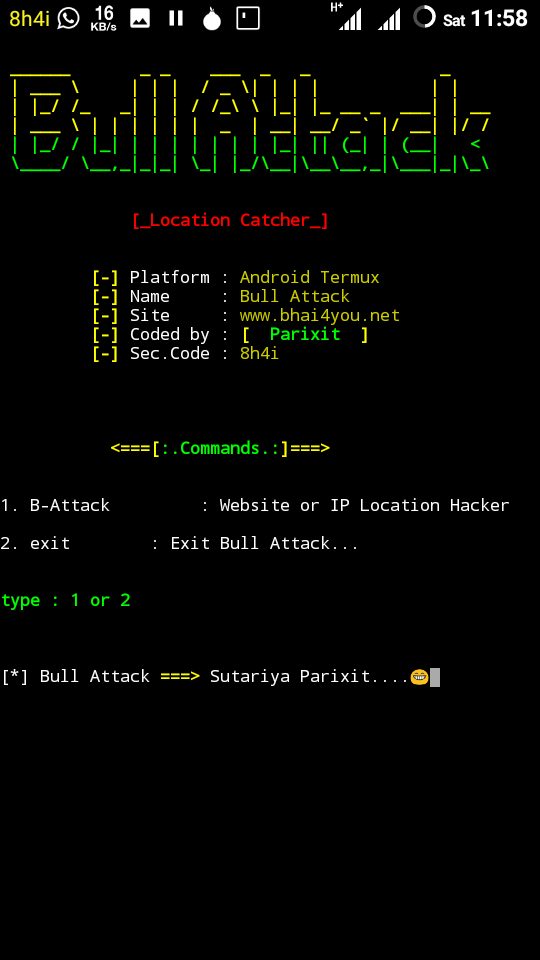 8h4i 16 KB/s H+ Sat 11:58
Bull Attack
[_Location Catcher_]
[-] Platform : Android Termux
[-] Name : Bull Attack
[-] Site : www.bhai4you.net
[-] Coded by : [ Parixit ]
[-] Sec.Code : 8h4i
<===[:.Commands.:]===>
1. B-Attack : Website or IP Location Hacker
2. exit : Exit Bull Attack...
type : 1 or 2
[*] Bull Attack ===> Sutariya Parixit....😁